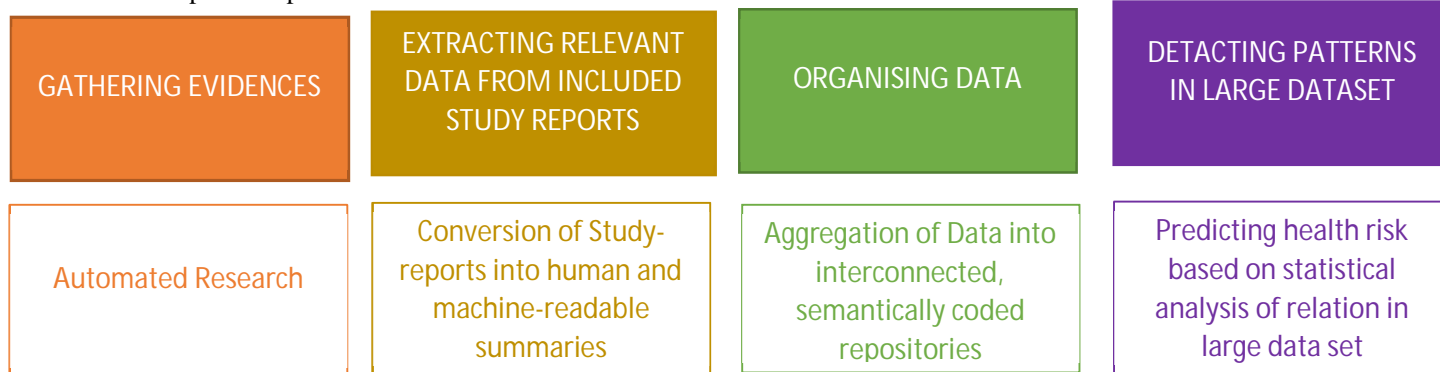 GATHERING EVIDENCES
EXTRACTING RELEVANT
DATA FROM INCLUDED
STUDY REPORTS
ORGANISING DATA
DETACTING PATTERNS
IN LARGE DATASET
Automated Research
Conversion of Study-
reports into human and
machine-readable
summaries
Aggregation of Data into
interconnected,
semantically coded
repositories
Predicting health risk
based on statistical
analysis of relation in
large data set